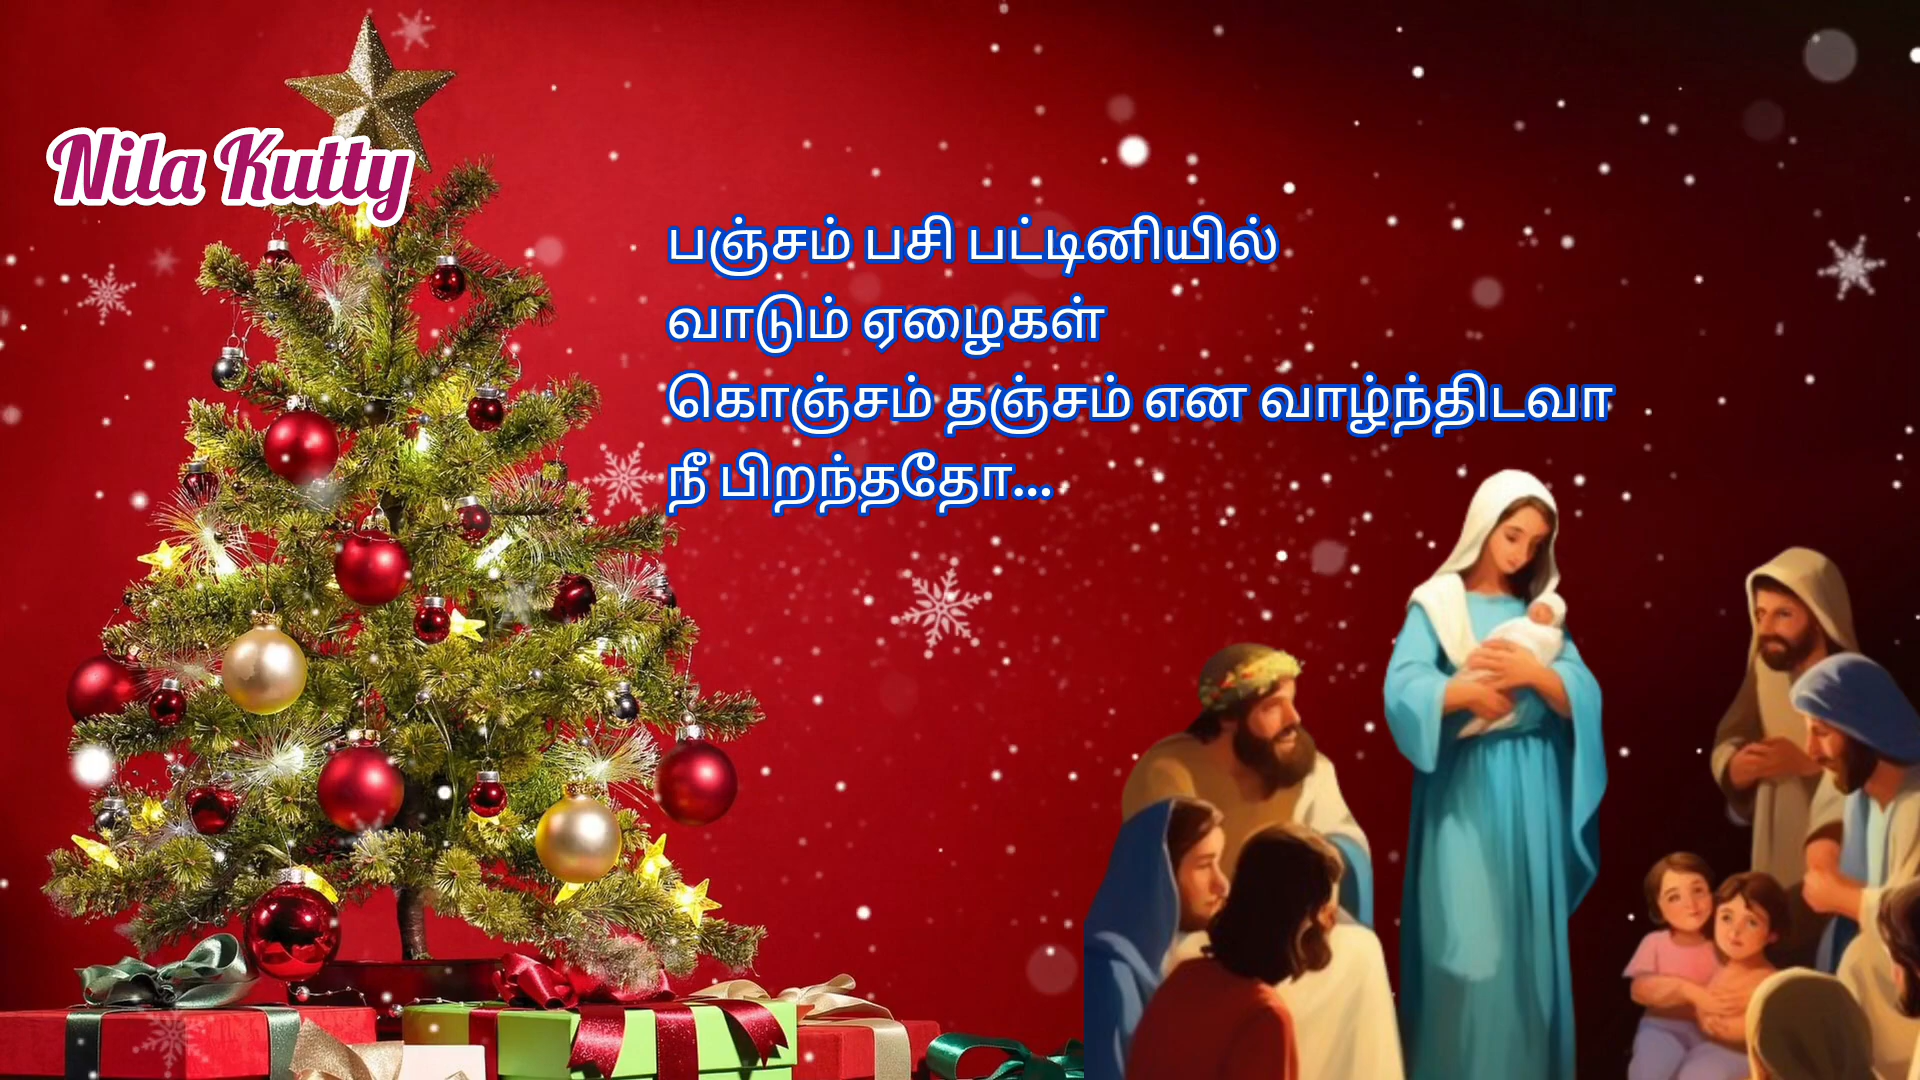 Nila Kutty
பஞ்சம் பசி பட்டினியில்
வாடும் ஏழைகள்
கொஞ்சம் தஞ்சம் என வாழ்ந்திடவா
நீ பிறந்ததோ...